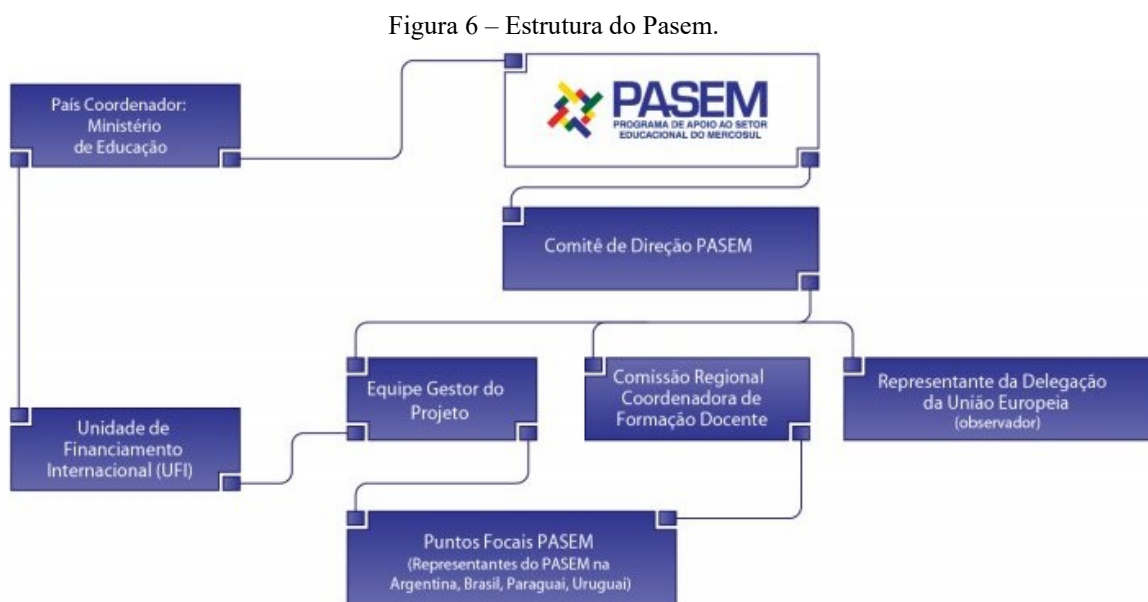 Figura 6 – Estrutura do Pasem.
País Coordenador:
Ministério
de Educação
PASEM
PROGRAMA DE APOIO AO SETOR
EDUCACIONAL DO MERCOSUL
Comitê de Direção PASEM
Equipe Gestor do
Projeto
Comissão Regional
Coordenadora de
Formação Docente
Representante da Delegação
da União Europeia
(observador)
Unidade de
Financiamento
Internacional (UFI)
Puntos Focais PASEM
(Representantes do PASEM na
Argentina, Brasil, Paraguai, Uruguai)